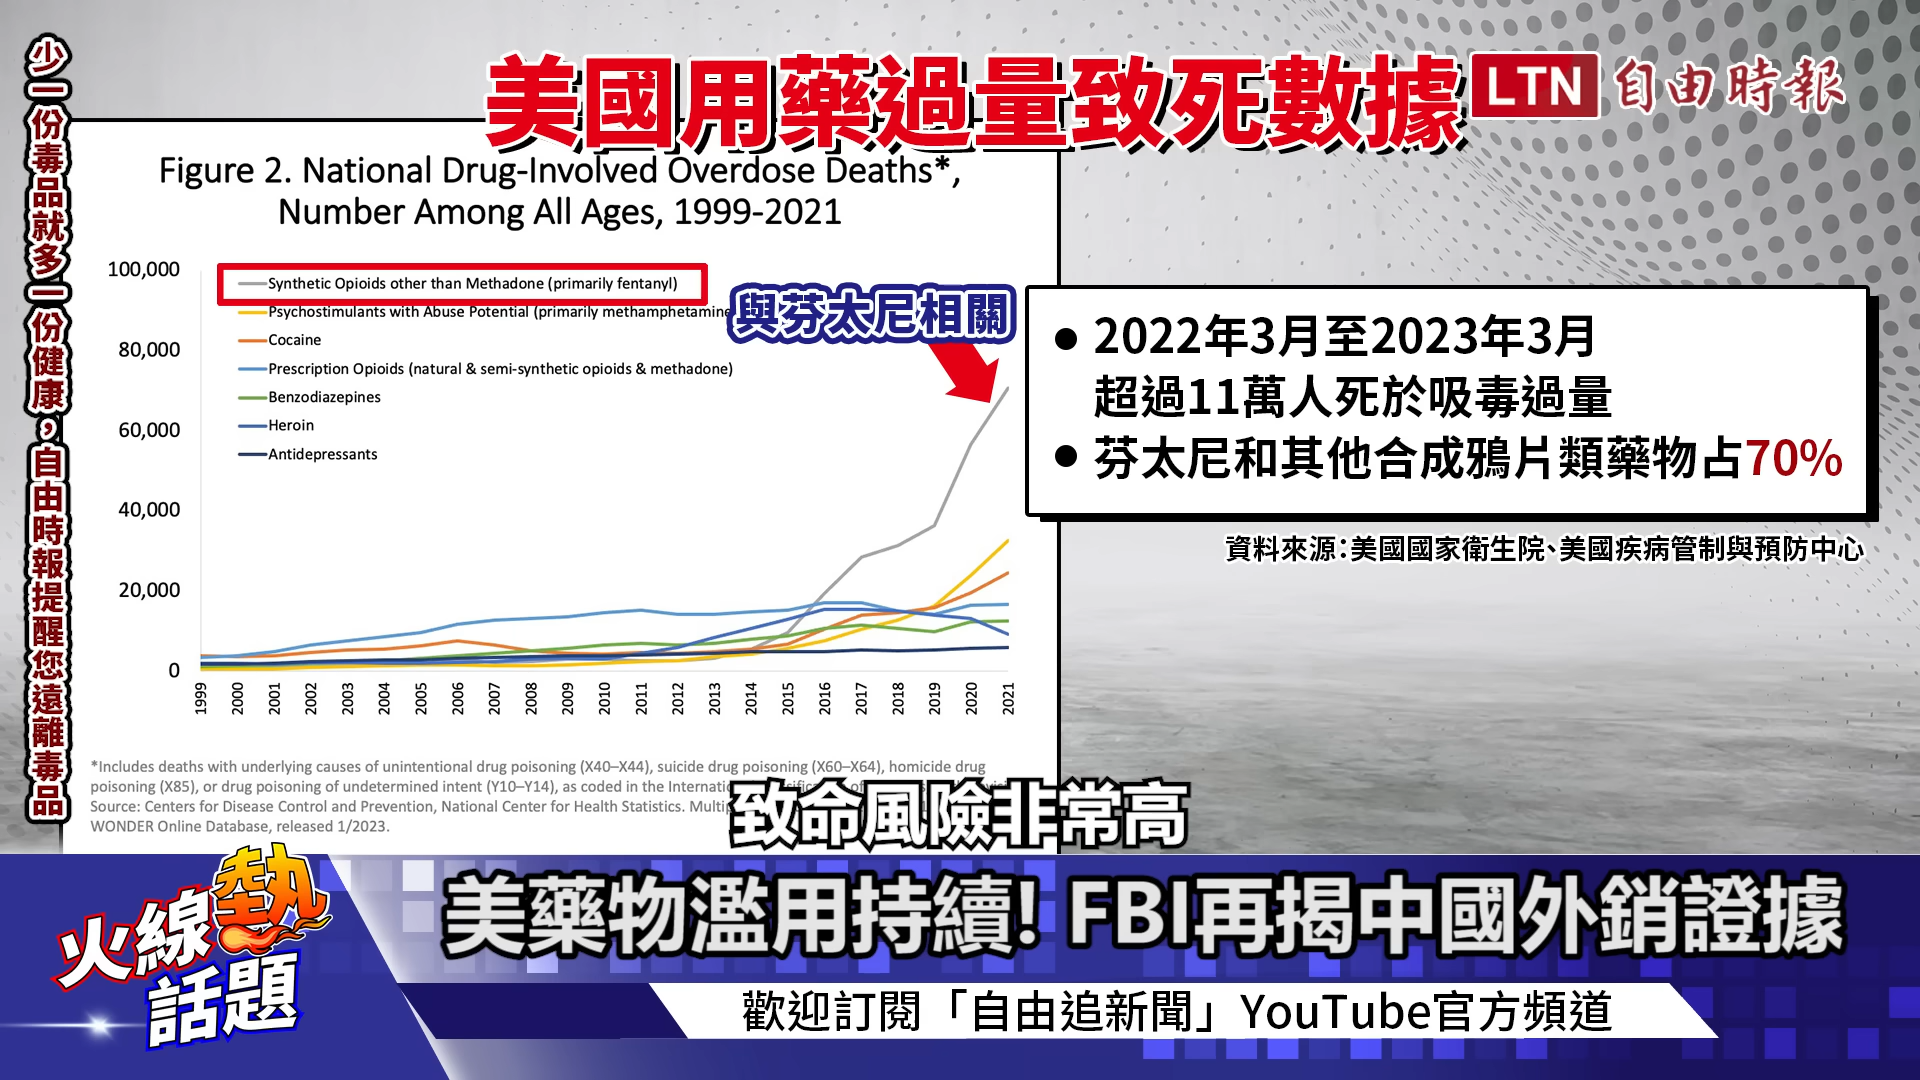 美國用藥過量致死數據
LTN 自由時報
少一份毒品就多一份健康，自由時報提醒您遠離毒品
Figure 2. National Drug-Involved Overdose Deaths*,
Number Among All Ages, 1999-2021
100,000
80,000
60,000
40,000
20,000
0
Synthetic Opioids other than Methadone (primarily fentanyl)
Psychostimulants with Abuse Potential (primarily methamphetamine
Cocaine
Prescription Opioids (natural & semi-synthetic opioids & methadone)
Benzodiazepines
Heroin
Antidepressants
與芬太尼相關
1999 2000 2001 2002 2003 2004 2005 2006 2007 2008 2009 2010 2011 2012 2013 2014 2015 2016 2017 2018 2019 2020 2021
● 2022年3月至2023年3月
超過11萬人死於吸毒過量
● 芬太尼和其他合成鴉片類藥物占70%
資料來源：美國國家衛生院、美國疾病管制與預防中心
*Includes deaths with underlying causes of unintentional drug poisoning (X40–X44), suicide drug poisoning (X60–X64), homicide drug
poisoning (X85), or drug poisoning of undetermined intent (Y10–Y14), as coded in the
Source: Centers for Disease Control and Prevention, National Center for Health Statistics.
WONDER Online Database, released 1/2023.
致命風險非常高
火線熱話題
美藥物濫用持續! FBI再揭中國外銷證據
歡迎訂閱「自由追新聞」YouTube官方頻道